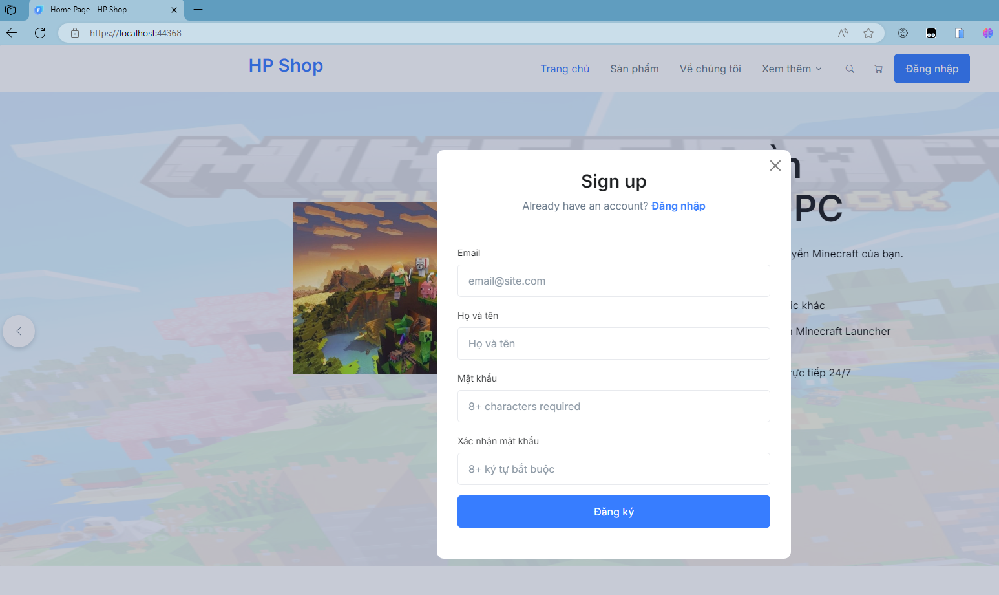 Home Page - HP Shop
https://localhost:44368
HP Shop
Trang chủ
Sản phẩm
Về chúng tôi
Xem thêm
Đăng nhập
PC
Minecraft của bạn.
khác
Minecraft Launcher
tiếp 24/7
Sign up
Already have an account? Đăng nhập
Email
email@site.com
Họ và tên
Họ và tên
Mật khẩu
8+ characters required
Xác nhận mật khẩu
8+ ký tự bắt buộc
Đăng ký